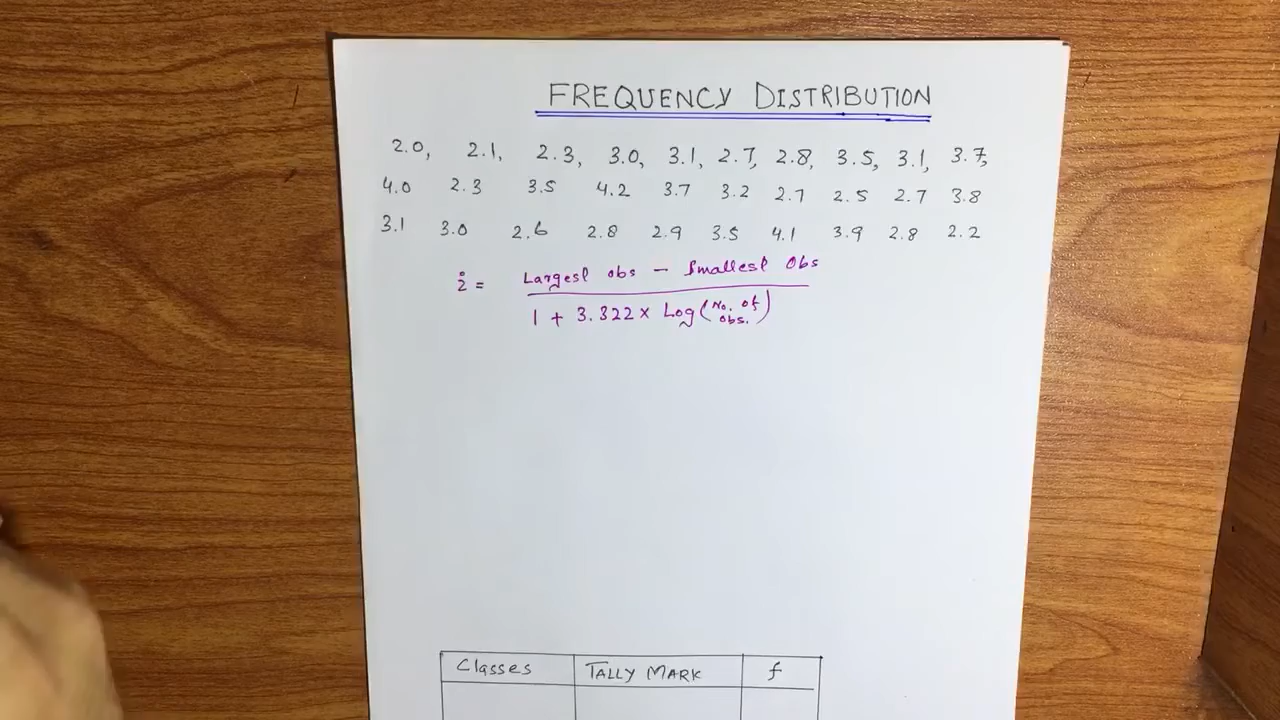 FREQUENCY DISTRIBUTION
2.0, 2.1, 2.3, 3.0, 3.1, 2.7, 2.8, 3.5, 3.1, 3.7,
4.0 2.3 3.5 4.2 3.7 3.2 2.7 2.5 2.7 3.8
3.1 3.0 2.6 2.8 2.9 3.5 4.1 3.9 2.8 2.2
i = Largest obs - Smallest Obs
1 + 3.322 x Log (No. of obs.)
Classes TALLY MARK f